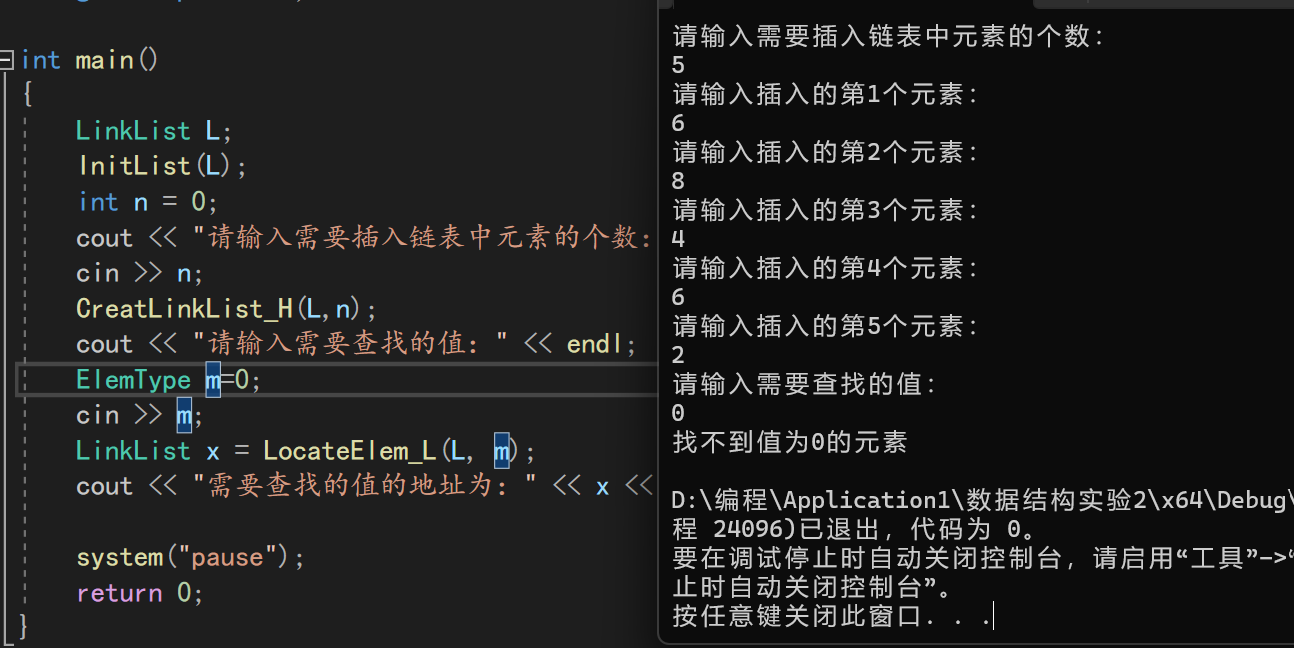 int main()
{
LinkList L;
InitList(L);
int n = 0;
cout << "请输入需要插入链表中元素的个数:
cin >> n;
CreatLinkList_H(L,n);
cout << "请输入需要查找的值:" << endl;
ElemType m=0;
cin >> m;
LinkList x = LocateElem_L(L, m);
cout << "需要查找的值的地址为:" << x <<
system("pause");
return 0;
}
请输入需要插入链表中元素的个数:
5
请输入插入的第1个元素:
6
请输入插入的第2个元素:
8
请输入插入的第3个元素:
4
请输入插入的第4个元素:
6
请输入插入的第5个元素:
2
请输入需要查找的值:
0
找不到值为0的元素
D:\编程\Application1\数据结构实验2\x64\Debug\
程 24096)已退出,代码为 0。
要在调试停止时自动关闭控制台,请启用“工具”->“
止时自动关闭控制台”。
按任意键关闭此窗口. . .